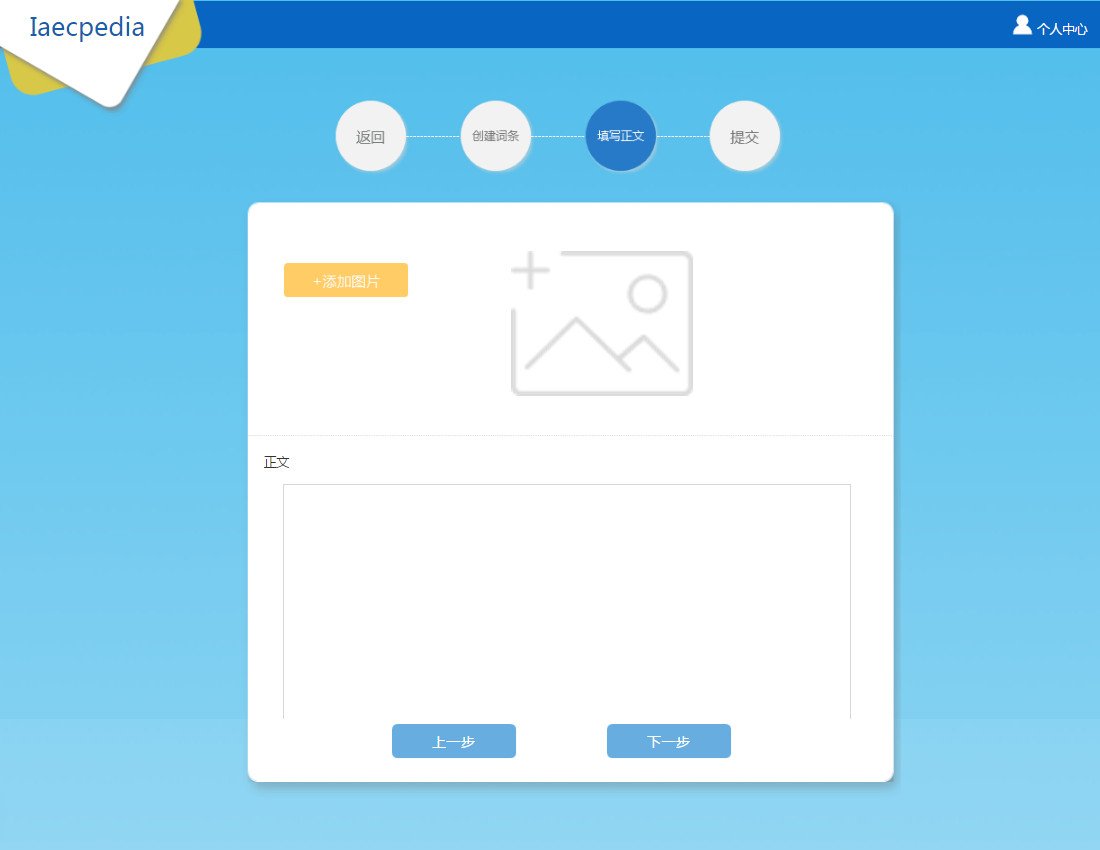 Iaecpedia
个人中心
返回
创建词条
填写正文
提交
+添加图片
正文
上一步
下一步